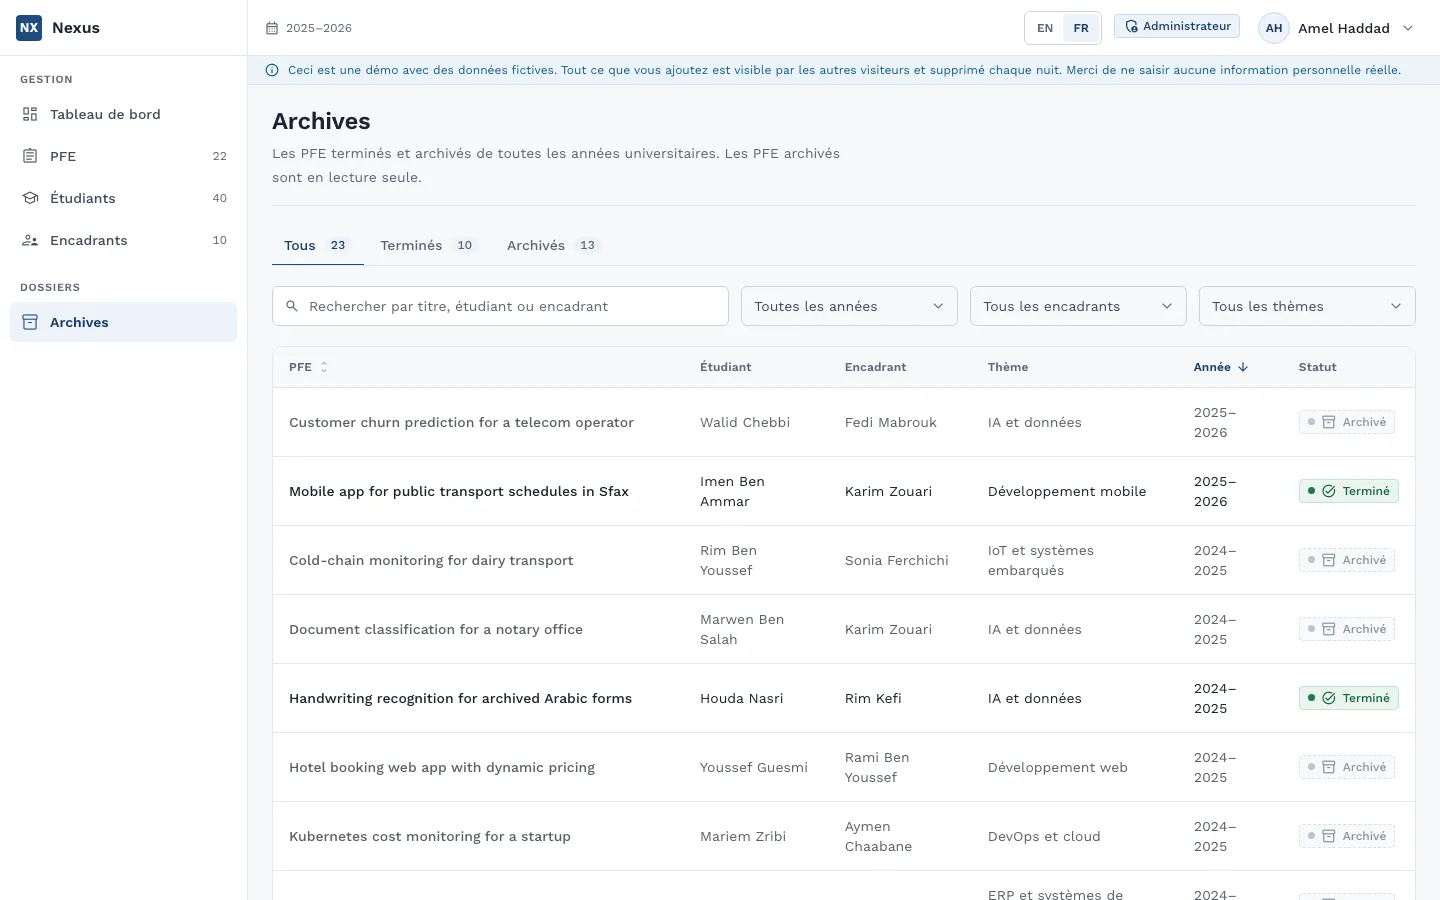 NX Nexus
2025–2026
EN FR
Administrateur
AH Amel Haddad
Ceci est une démo avec des données fictives. Tout ce que vous ajoutez est visible par les autres visiteurs et supprimé chaque nuit. Merci de ne saisir aucune information personnelle réelle.
GESTION
Tableau de bord
PFE 22
Étudiants 40
Encadrants 10
DOSSIERS
Archives
Archives
Les PFE terminés et archivés de toutes les années universitaires. Les PFE archivés
sont en lecture seule.
Tous 23 Terminés 10 Archivés 13
Rechercher par titre, étudiant ou encadrant
Toutes les années
Tous les encadrants
Tous les thèmes
PFE Étudiant Encadrant Thème Année Statut
Customer churn prediction for a telecom operator
Walid Chebbi
Fedi Mabrouk
IA et données
2025–
2026
Archivé
Mobile app for public transport schedules in Sfax
Imen Ben
Ammar
Karim Zouari
Développement mobile
2025–
2026
Terminé
Cold-chain monitoring for dairy transport
Rim Ben
Youssef
Sonia Ferchichi
IoT et systèmes
embarqués
2024–
2025
Archivé
Document classification for a notary office
Marwen Ben
Salah
Karim Zouari
IA et données
2024–
2025
Archivé
Handwriting recognition for archived Arabic forms
Houda Nasri
Rim Kefi
IA et données
2024–
2025
Terminé
Hotel booking web app with dynamic pricing
Youssef Guesmi
Rami Ben
Youssef
Développement web
2024–
2025
Archivé
Kubernetes cost monitoring for a startup
Mariem Zribi
Aymen
Chaabane
DevOps et cloud
2024–
2025
Archivé
ERP et systèmes de
2024–